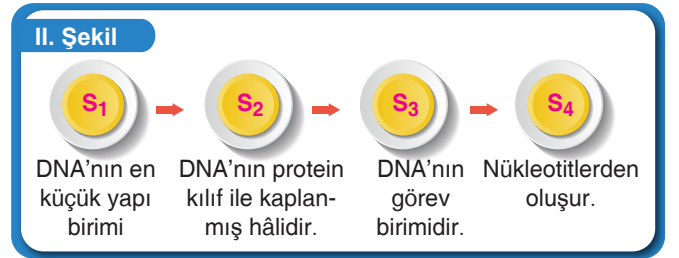 II. Şekil
S1 S2 S3 S4
DNA'nın en DNA'nın protein DNA'nın Nükleotitlerden
küçük yapı kılıf ile kaplan- görev oluşur.
birimi mış hâlidir. birimidir.